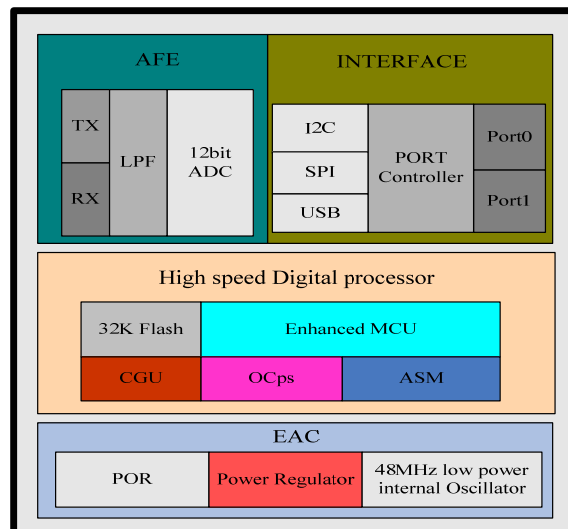 AFE
INTERFACE
TX
RX
LPF
12bit
ADC
I2C
SPI
USB
PORT
Controller
Port0
Port1
High speed Digital processor
32K Flash
Enhanced MCU
CGU
OCps
ASM
EAC
POR
Power Regulator
48MHz low power
internal Oscillator